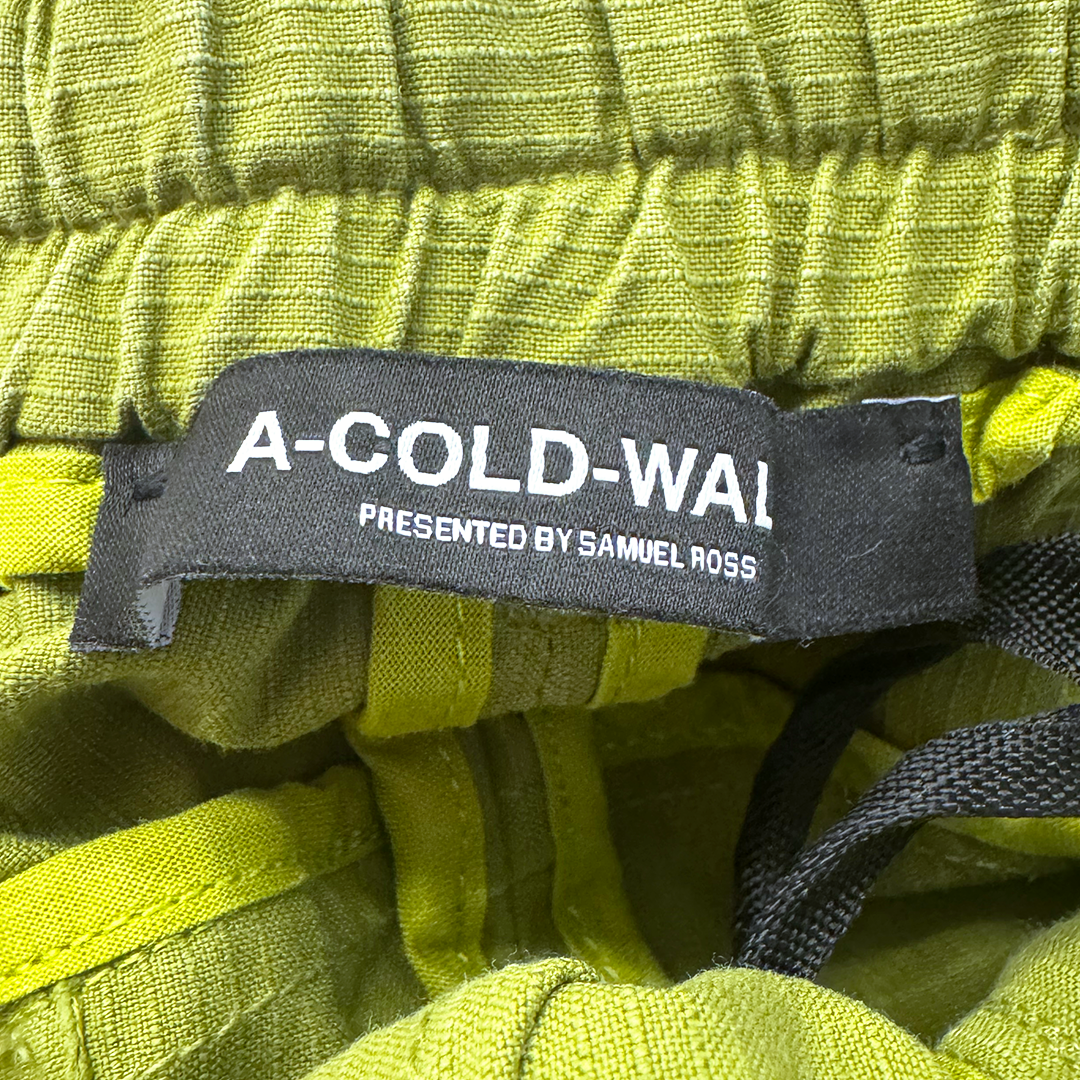 A-COLD-WAL
PRESENTED BY SAMUEL ROSS